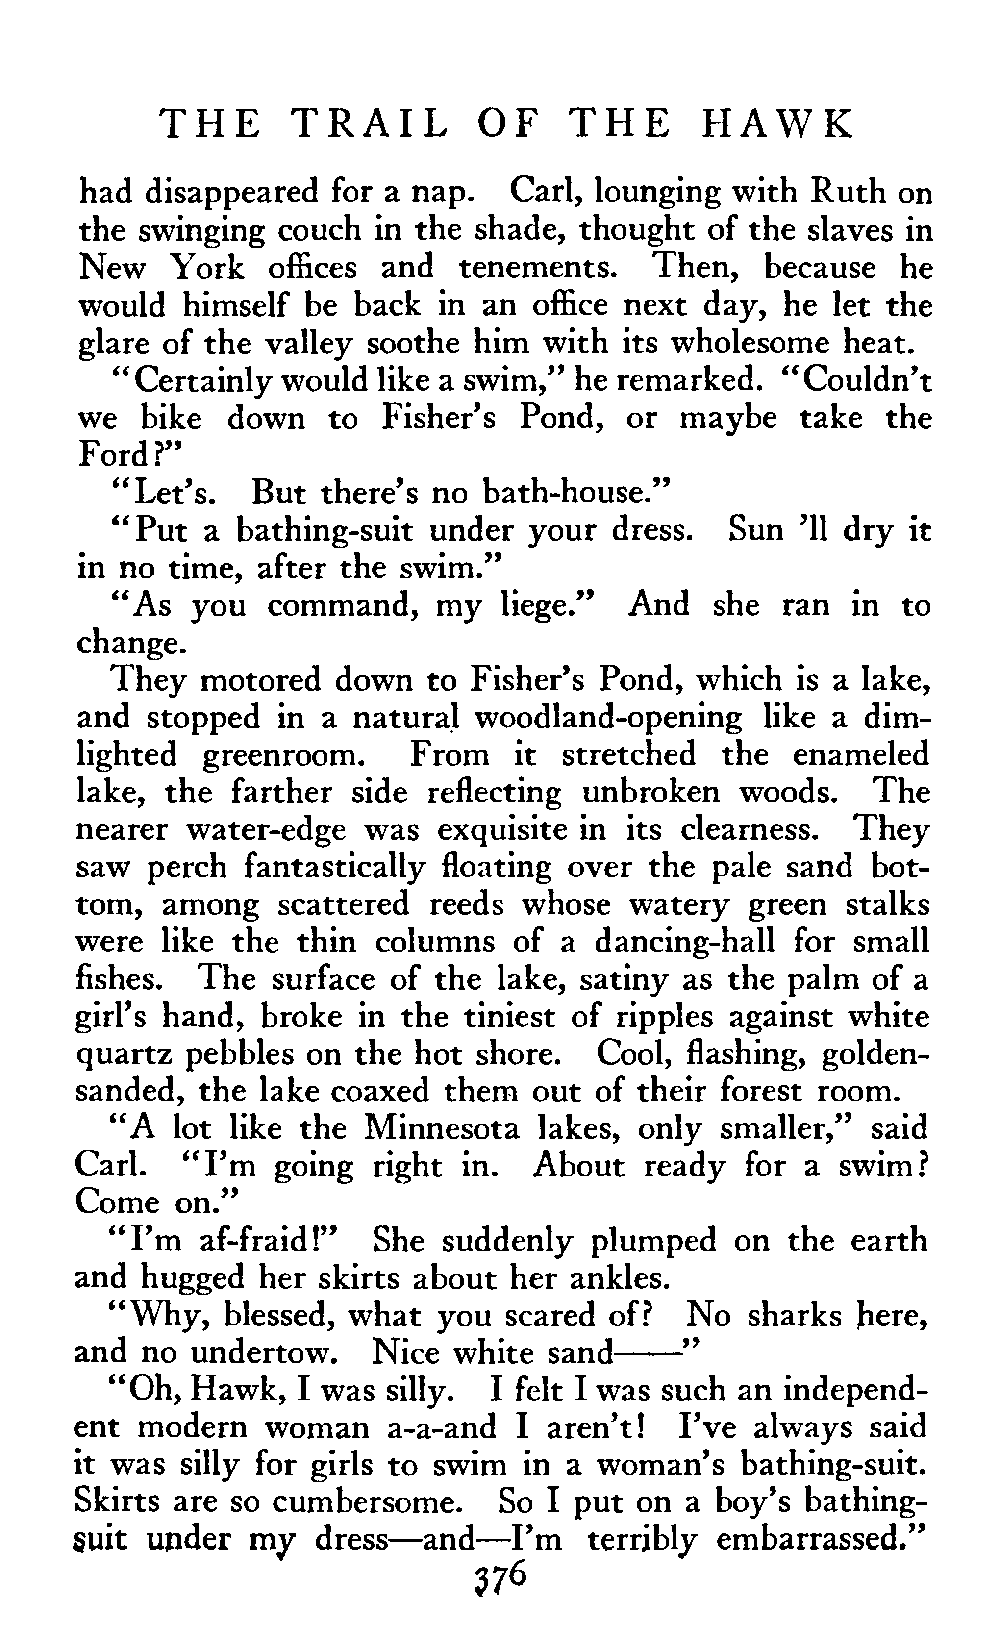 THE TRAIL OF THE HAWK
had disappeared for a nap. Carl, lounging with Ruth on
the swinging couch in the shade, thought of the slaves in
New York offices and tenements. Then, because he
would himself be back in an office next day, he let the
glare of the valley soothe him with its wholesome heat.
"Certainly would like a swim," he remarked. "Couldn't
we bike down to Fisher's Pond, or maybe take the
Ford?"
"Let's. But there's no bath-house."
"Put a bathing-suit under your dress. Sun 'll dry it
in no time, after the swim."
"As you command, my liege." And she ran in to
change.
They motored down to Fisher's Pond, which is a lake,
and stopped in a natural woodland-opening like a dim-
lighted greenroom. From it stretched the enameled
lake, the farther side reflecting unbroken woods. The
nearer water-edge was exquisite in its clearness. They
saw perch fantastically floating over the pale sand bot-
tom, among scattered reeds whose watery green stalks
were like the thin columns of a dancing-hall for small
fishes. The surface of the lake, satiny as the palm of a
girl's hand, broke in the tiniest of ripples against white
quartz pebbles on the hot shore. Cool, flashing, golden-
sanded, the lake coaxed them out of their forest room.
"A lot like the Minnesota lakes, only smaller," said
Carl. "I'm going right in. About ready for a swim?
Come on."
"I'm af-fraid!" She suddenly plumped on the earth
and hugged her skirts about her ankles.
"Why, blessed, what you scared of? No sharks here,
and no undertow. Nice white sand——"
"Oh, Hawk, I was silly. I felt I was such an independ-
ent modern woman a-a-and I aren't! I've always said
it was silly for girls to swim in a woman's bathing-suit.
Skirts are so cumbersome. So I put on a boy's bathing-
suit under my dress—and—I'm terribly embarrassed."
376